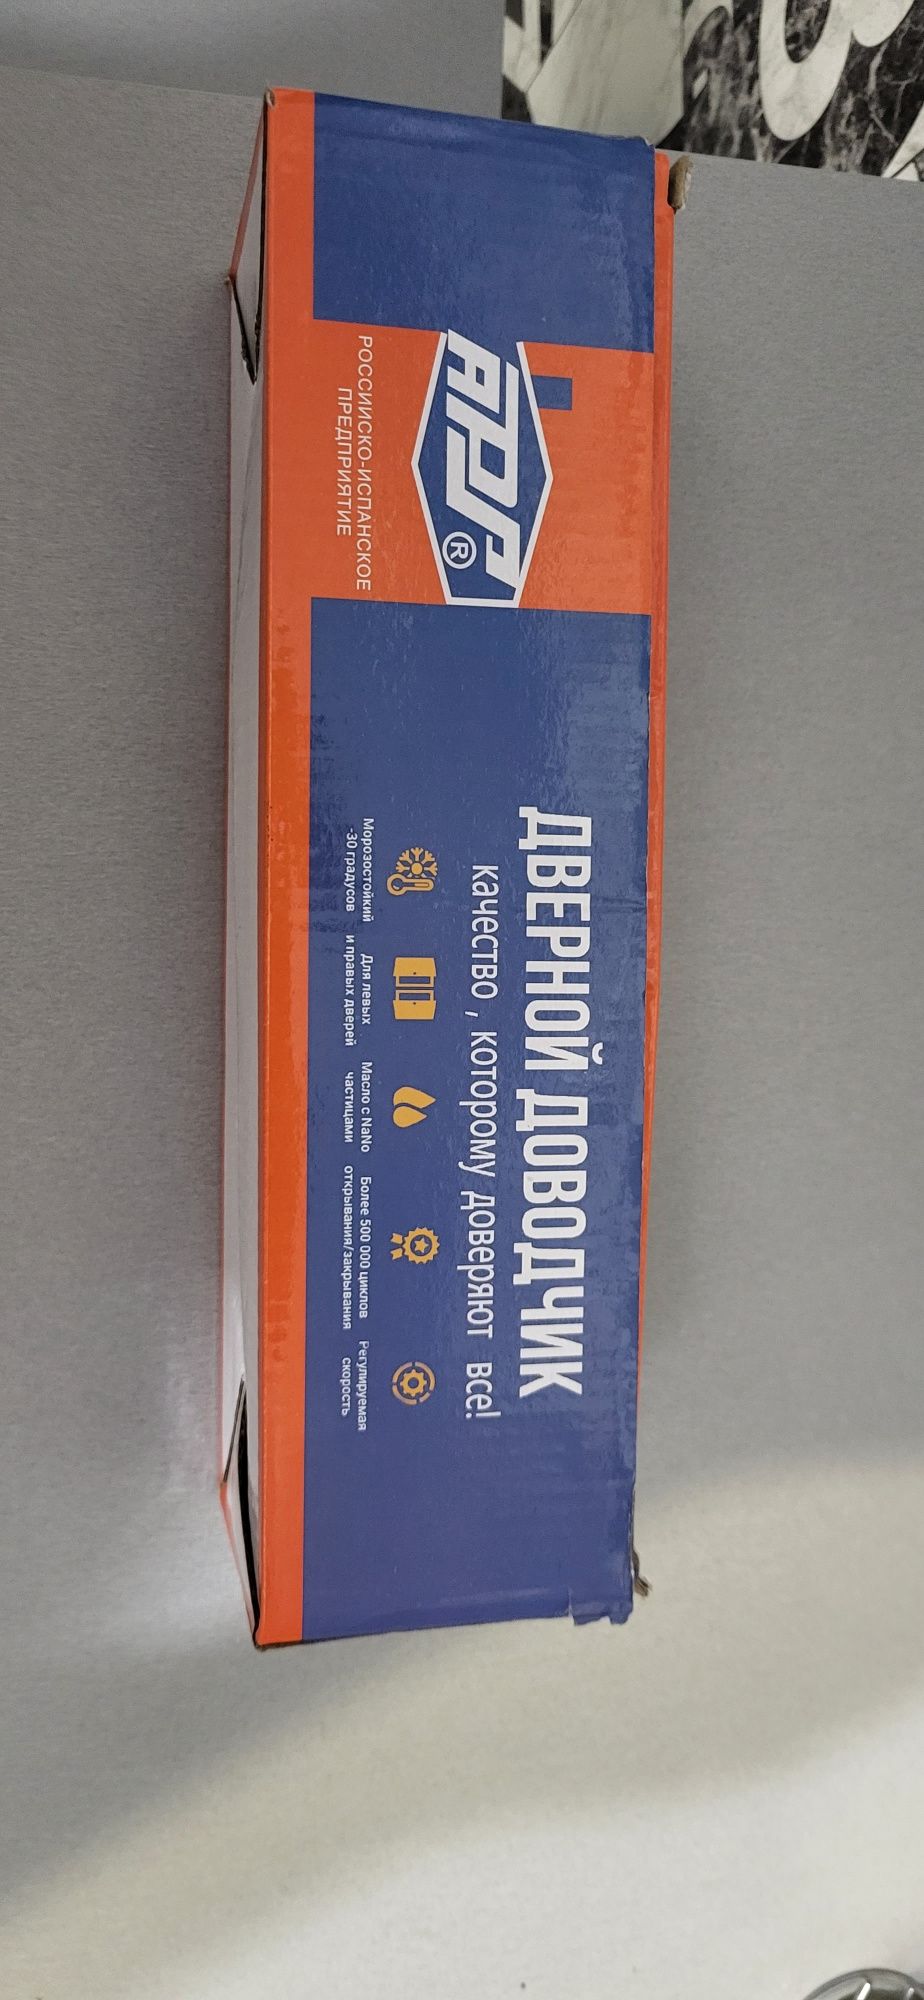 АПЕКС®
РОССИЙСКО-ИСПАНСКОЕ
ПРЕДПРИЯТИЕ
ДВЕРНОЙ ДОВОДЧИК
качество , которому доверяют все!
Морозостойкий
-30 градусов
Для левых
и правых дверей
Масло с NaNo
частицами
Более 500 000 циклов
открывания/закрывания
Регулируемая
скорость